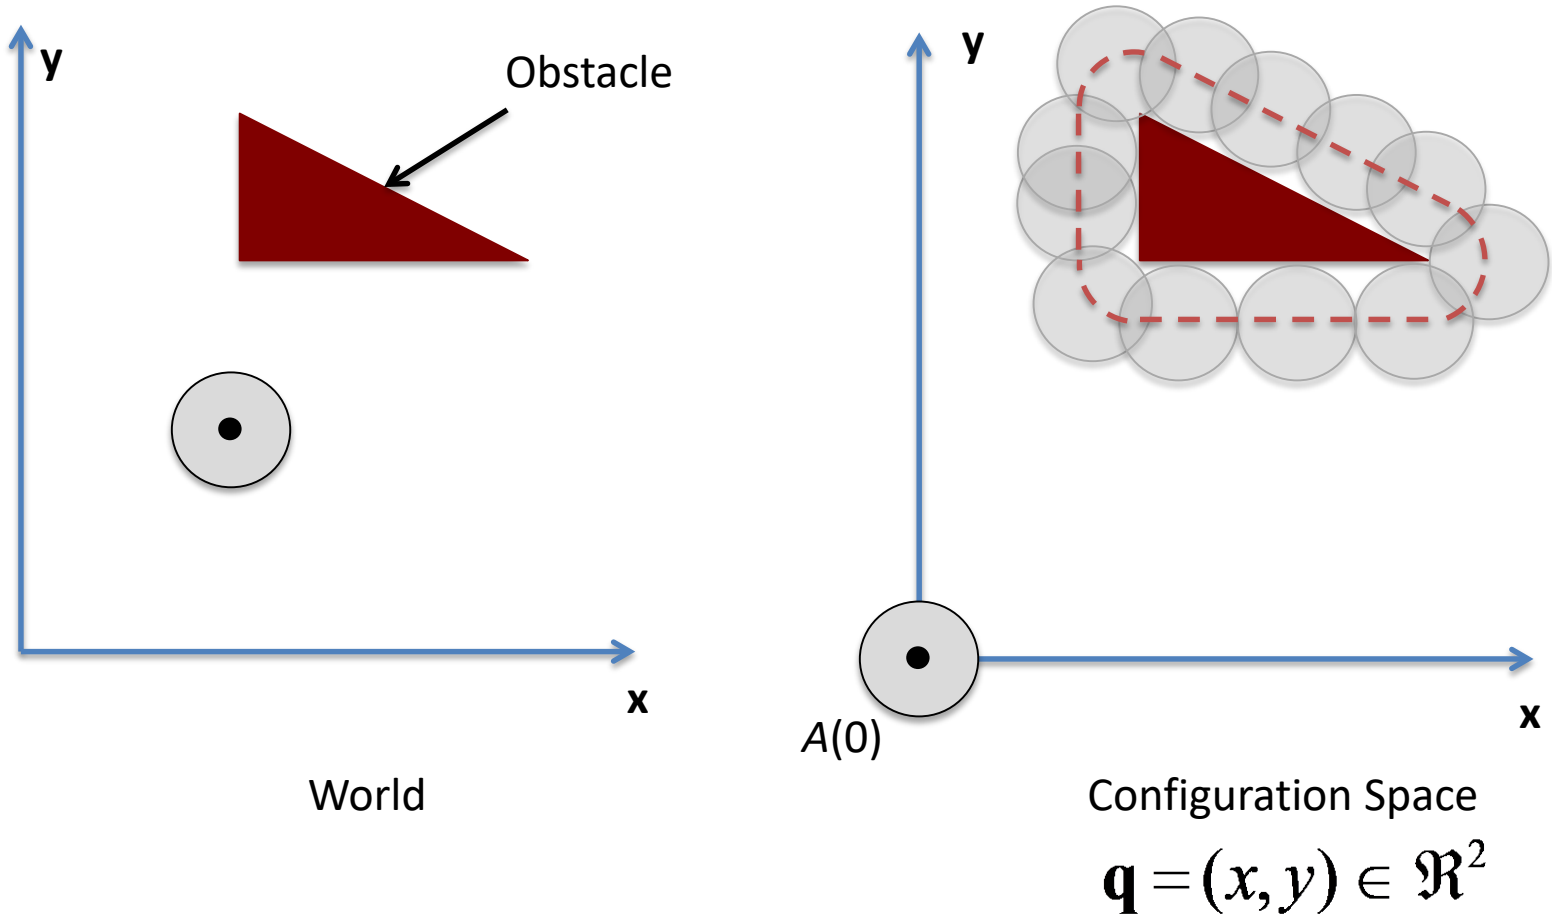 y
Obstacle
x
World
y
x
A(0)
Configuration Space
𝐪 = (x, y) ∈ ℜ²